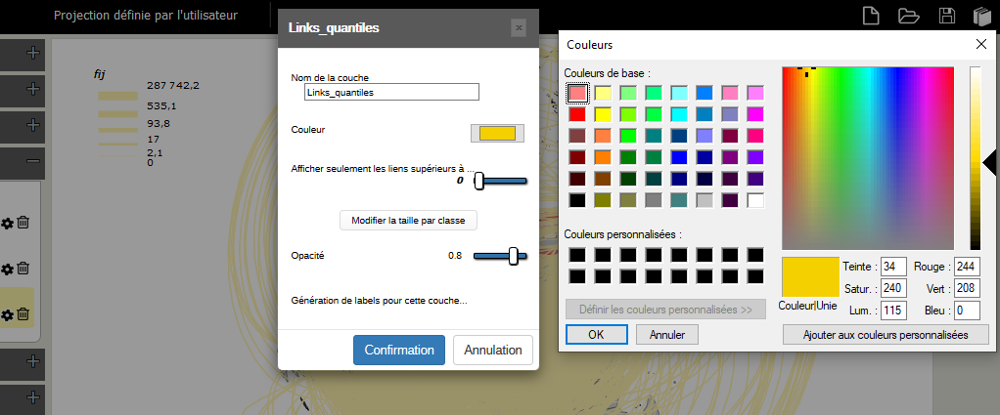 Projection définie par l'utilisateur
fij
287 742,2
535,1
93,8
17
2,1
0
Links_quantiles
Nom de la couche
Links_quantiles
Couleur
Afficher seulement les liens supérieurs à ...
0
Modifier la taille par classe
Opacité 0.8
Génération de labels pour cette couche...
Confirmation Annulation
Couleurs
Couleurs de base :
Couleurs personnalisées :
Définir les couleurs personnalisées >>
OK Annuler
Couleur|Unie
Teinte : 34 Rouge : 244
Satur. : 240 Vert : 208
Lum. : 115 Bleu : 0
Ajouter aux couleurs personnalisées